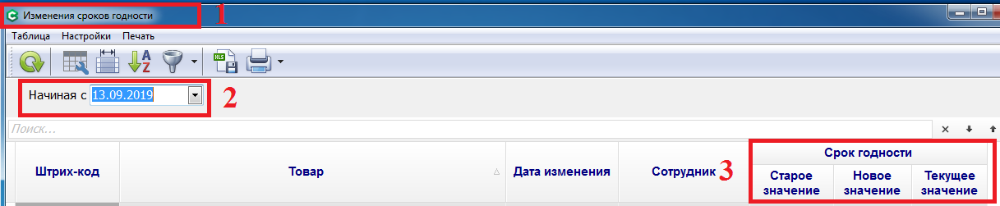 Изменения сроков годности 1
Таблица Настройки Печать
A
Z
XLS
Начиная с 13.09.2019 2
Поиск...
Срок годности
Штрих-код Товар Дата изменения Сотрудник 3
Старое значение Новое значение Текущее значение